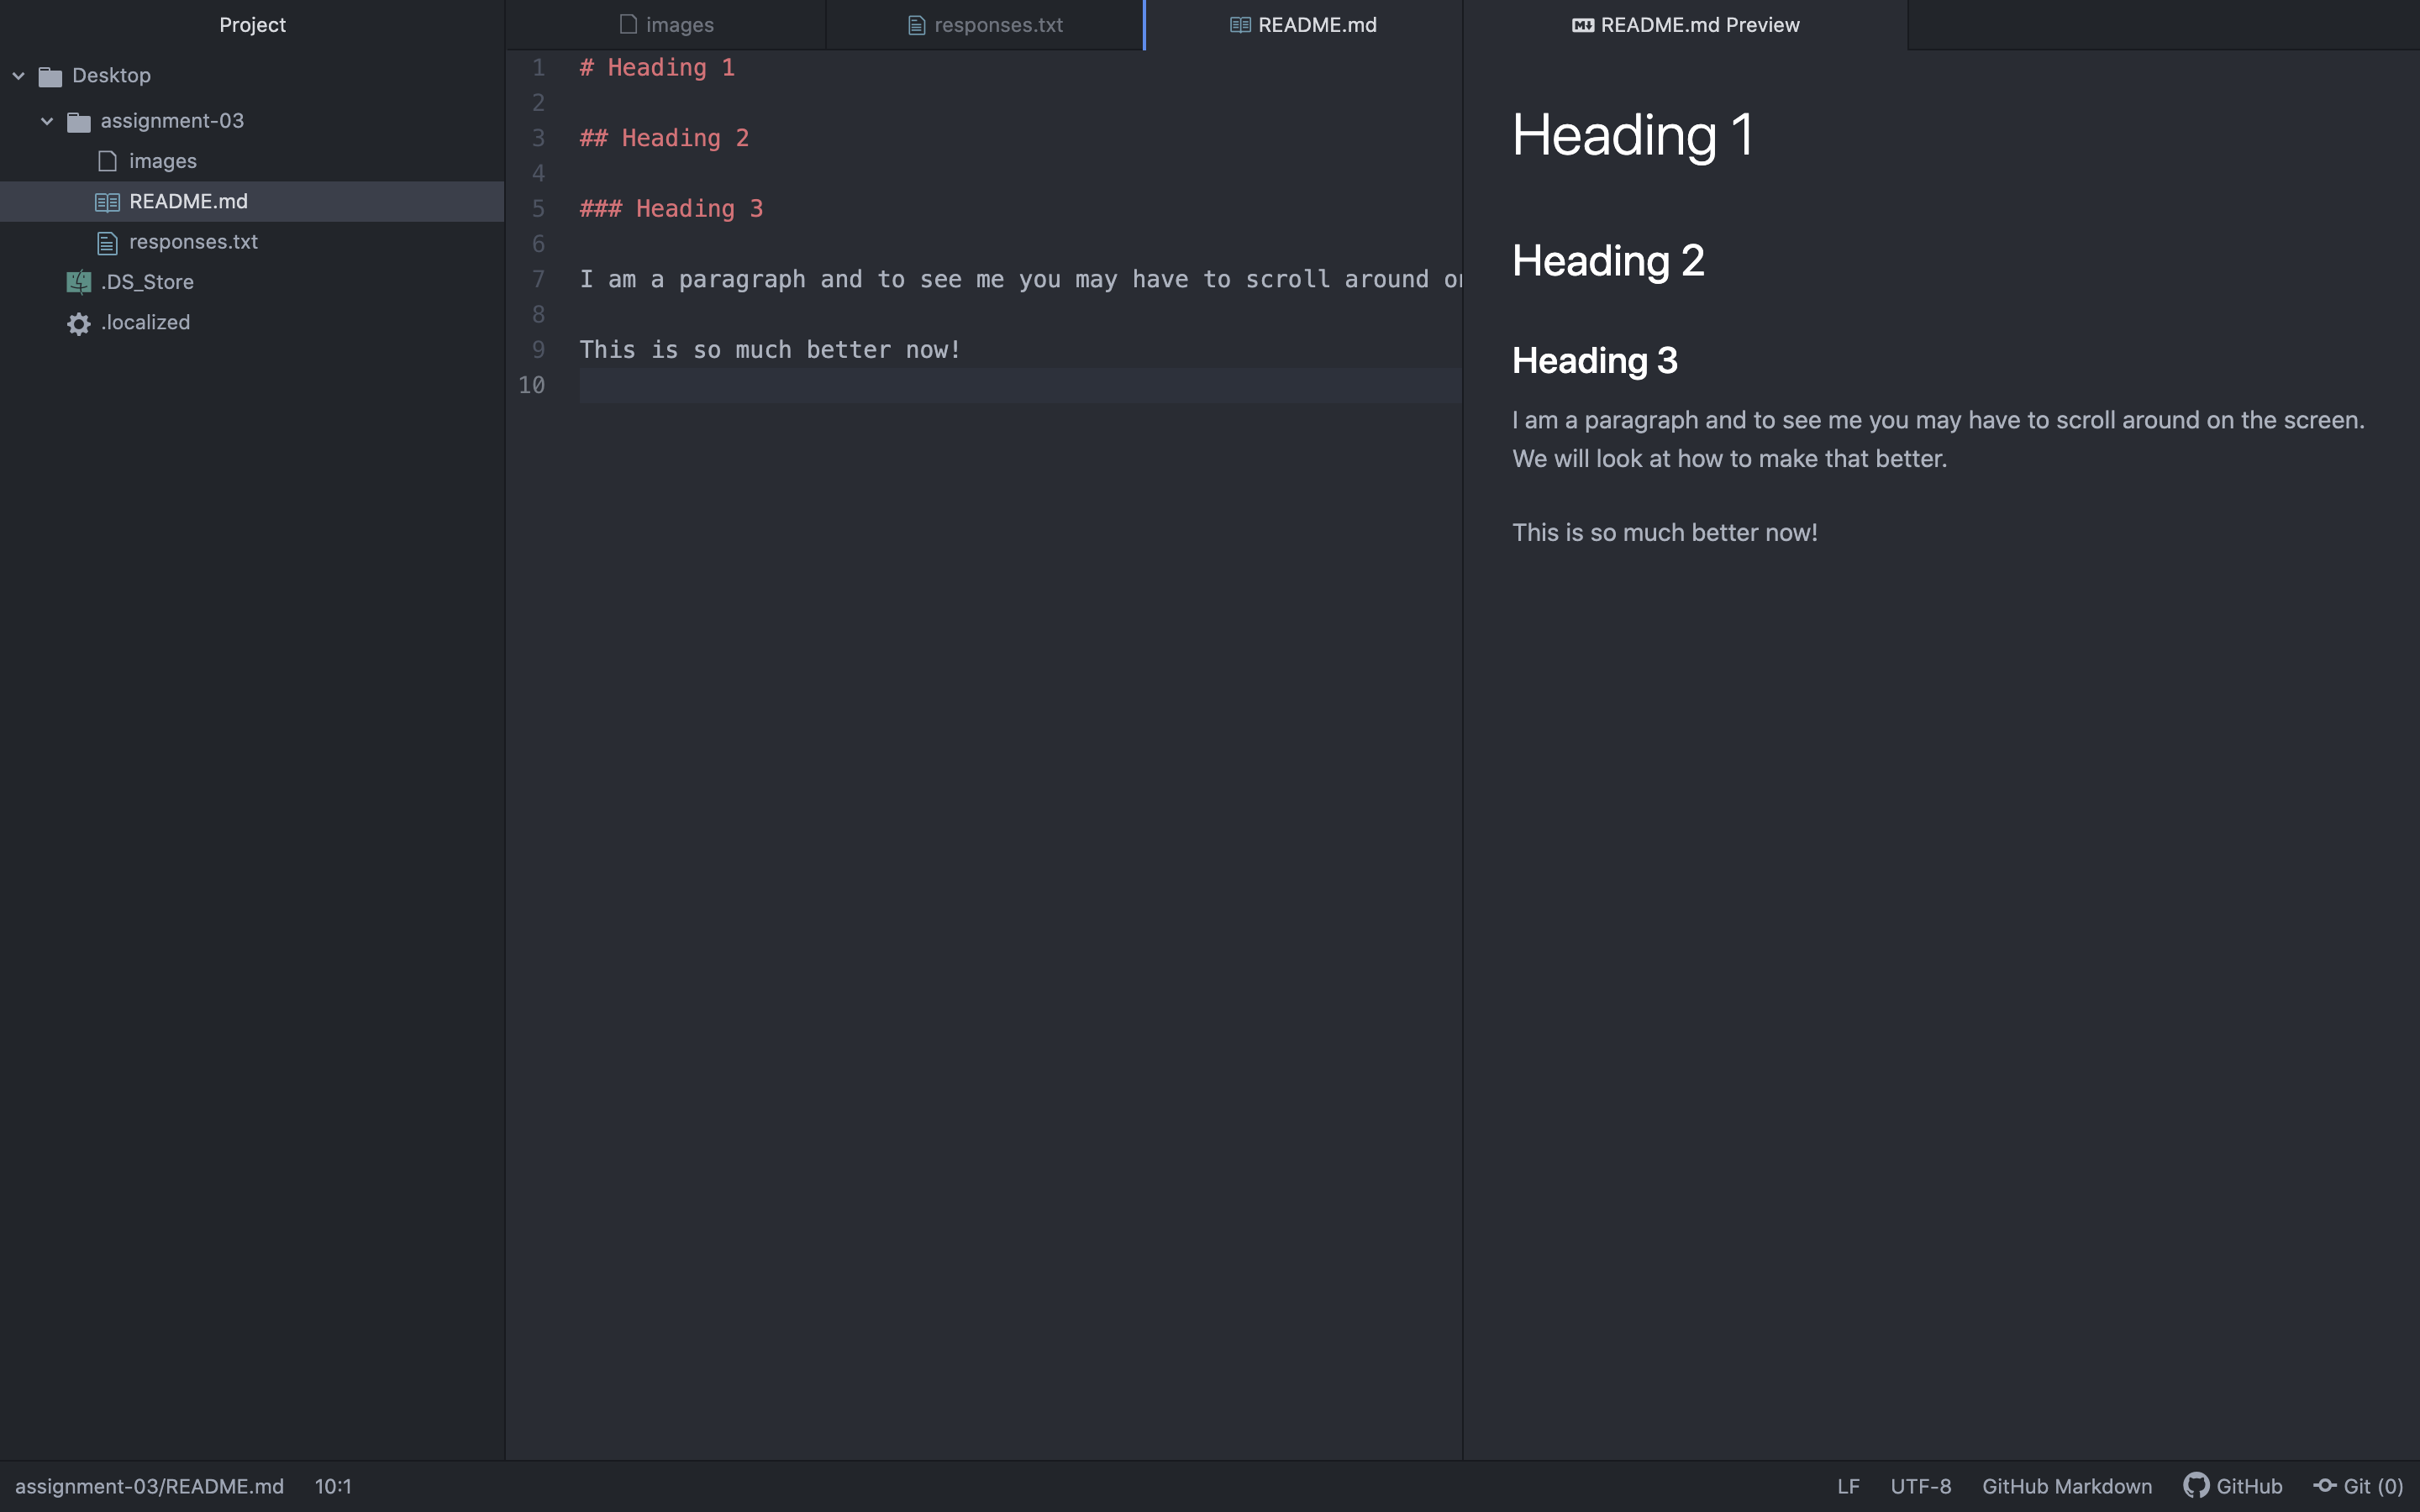 Project
Desktop
assignment-03
images
README.md
responses.txt
.DS_Store
.localized
images
responses.txt
README.md
1 # Heading 1
2
3 ## Heading 2
4
5 ### Heading 3
6
7 I am a paragraph and to see me you may have to scroll around
8
9 This is so much better now!
10
README.md Preview
Heading 1
Heading 2
Heading 3
I am a paragraph and to see me you may have to scroll around on the screen.
We will look at how to make that better.
This is so much better now!
assignment-03/README.md 10:1
LF UTF-8 GitHub Markdown GitHub Git (0)